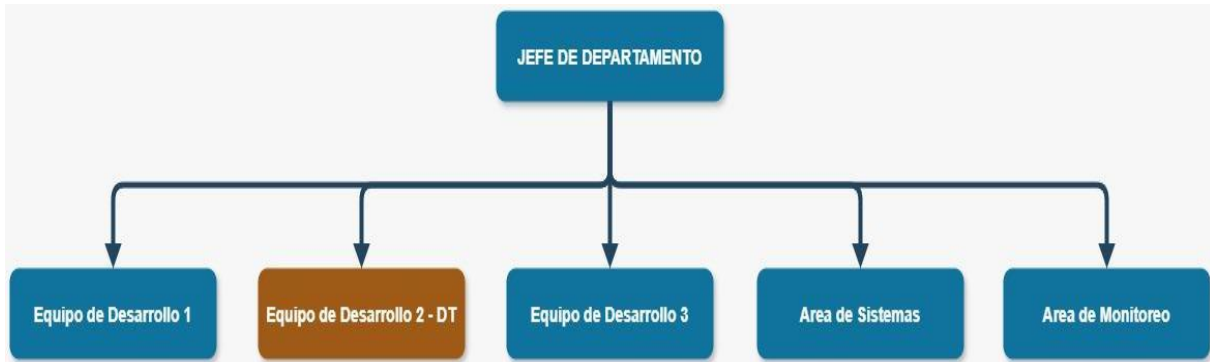 JEFE DE DEPARTAMENTO
Equipo de Desarrollo 1
Equipo de Desarrollo 2 - DT
Equipo de Desarrollo 3
Area de Sistemas
Area de Monitoreo